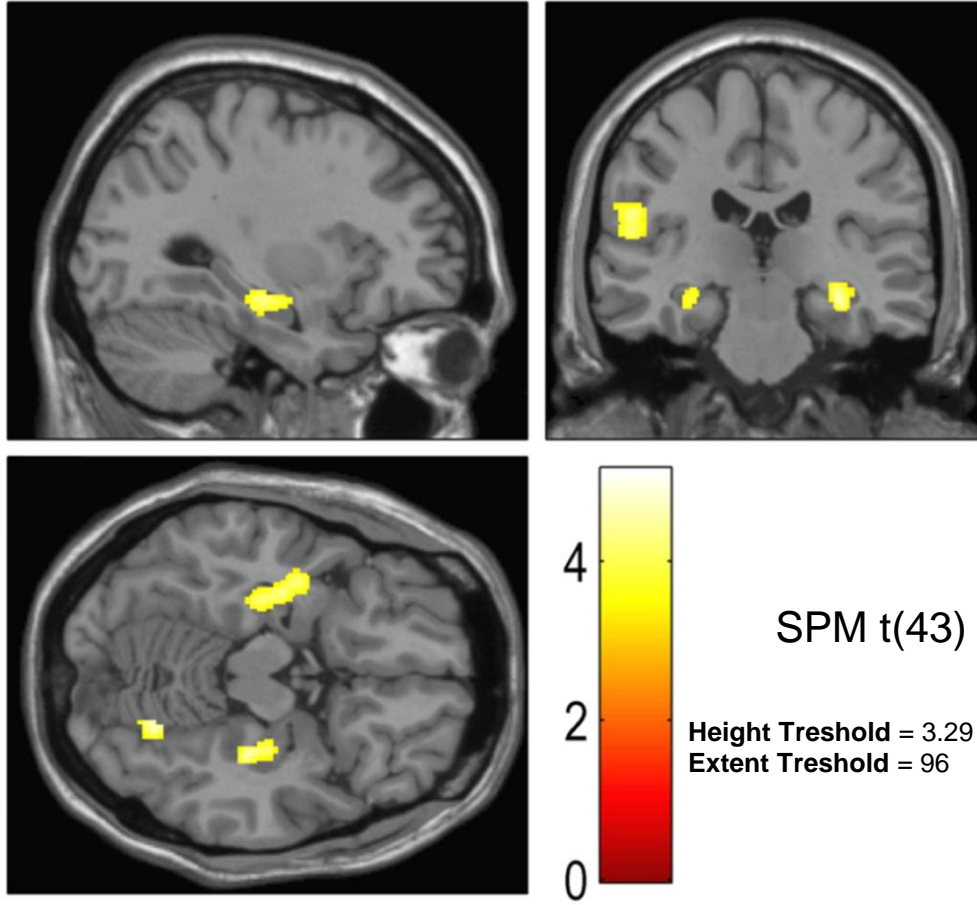 4
2
0
SPM t(43)
Height Treshold = 3.29
Extent Treshold = 96